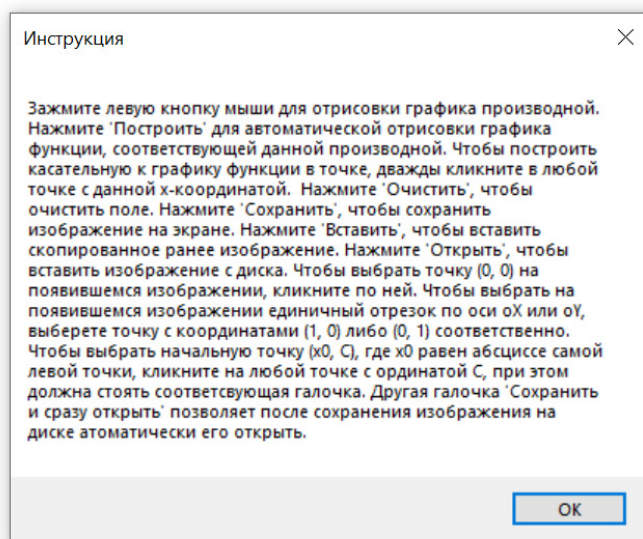 Инструкция
Зажмите левую кнопку мыши для отрисовки графика производной.
Нажмите 'Построить' для автоматической отрисовки графика
функции, соответствующей данной производной. Чтобы построить
касательную к графику функции в точке, дважды кликните в любой
точке с данной x-координатой.  Нажмите 'Очистить', чтобы
очистить поле. Нажмите 'Сохранить', чтобы сохранить
изображение на экране. Нажмите 'Вставить', чтобы вставить
скопированное ранее изображение. Нажмите 'Открыть', чтобы
вставить изображение с диска. Чтобы выбрать точку (0, 0) на
появившемся изображении, кликните по ней. Чтобы выбрать на
появившемся изображении единичный отрезок по оси oX или oY,
выберете точку с координатами (1, 0) либо (0, 1) соответственно.
Чтобы выбрать начальную точку (x0, C), где x0 равен абсциссе самой
левой точки, кликните на любой точке с ординатой C, при этом
должна стоять соответсвующая галочка. Другая галочка 'Сохранить
и сразу открыть' позволяет после сохранения изображения на
диске атоматически его открыть.
ОК